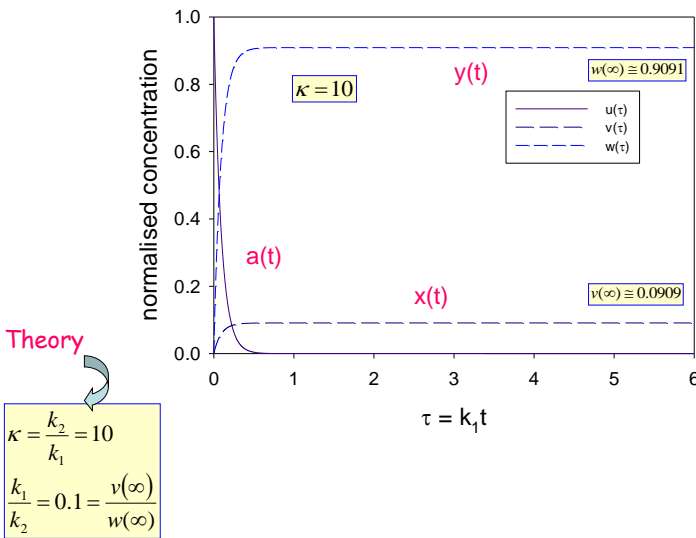 normalised concentration
1.0
0.8
0.6
0.4
0.2
0.0
κ = 10
y(t)
w(∞) ≅ 0.9091
u(τ)
v(τ)
w(τ)
a(t)
x(t)
v(∞) ≅ 0.0909
0 1 2 3 4 5 6
τ = k₁t
Theory
κ = k₂/k₁ = 10
k₁/k₂ = 0.1 = v(∞)/w(∞)